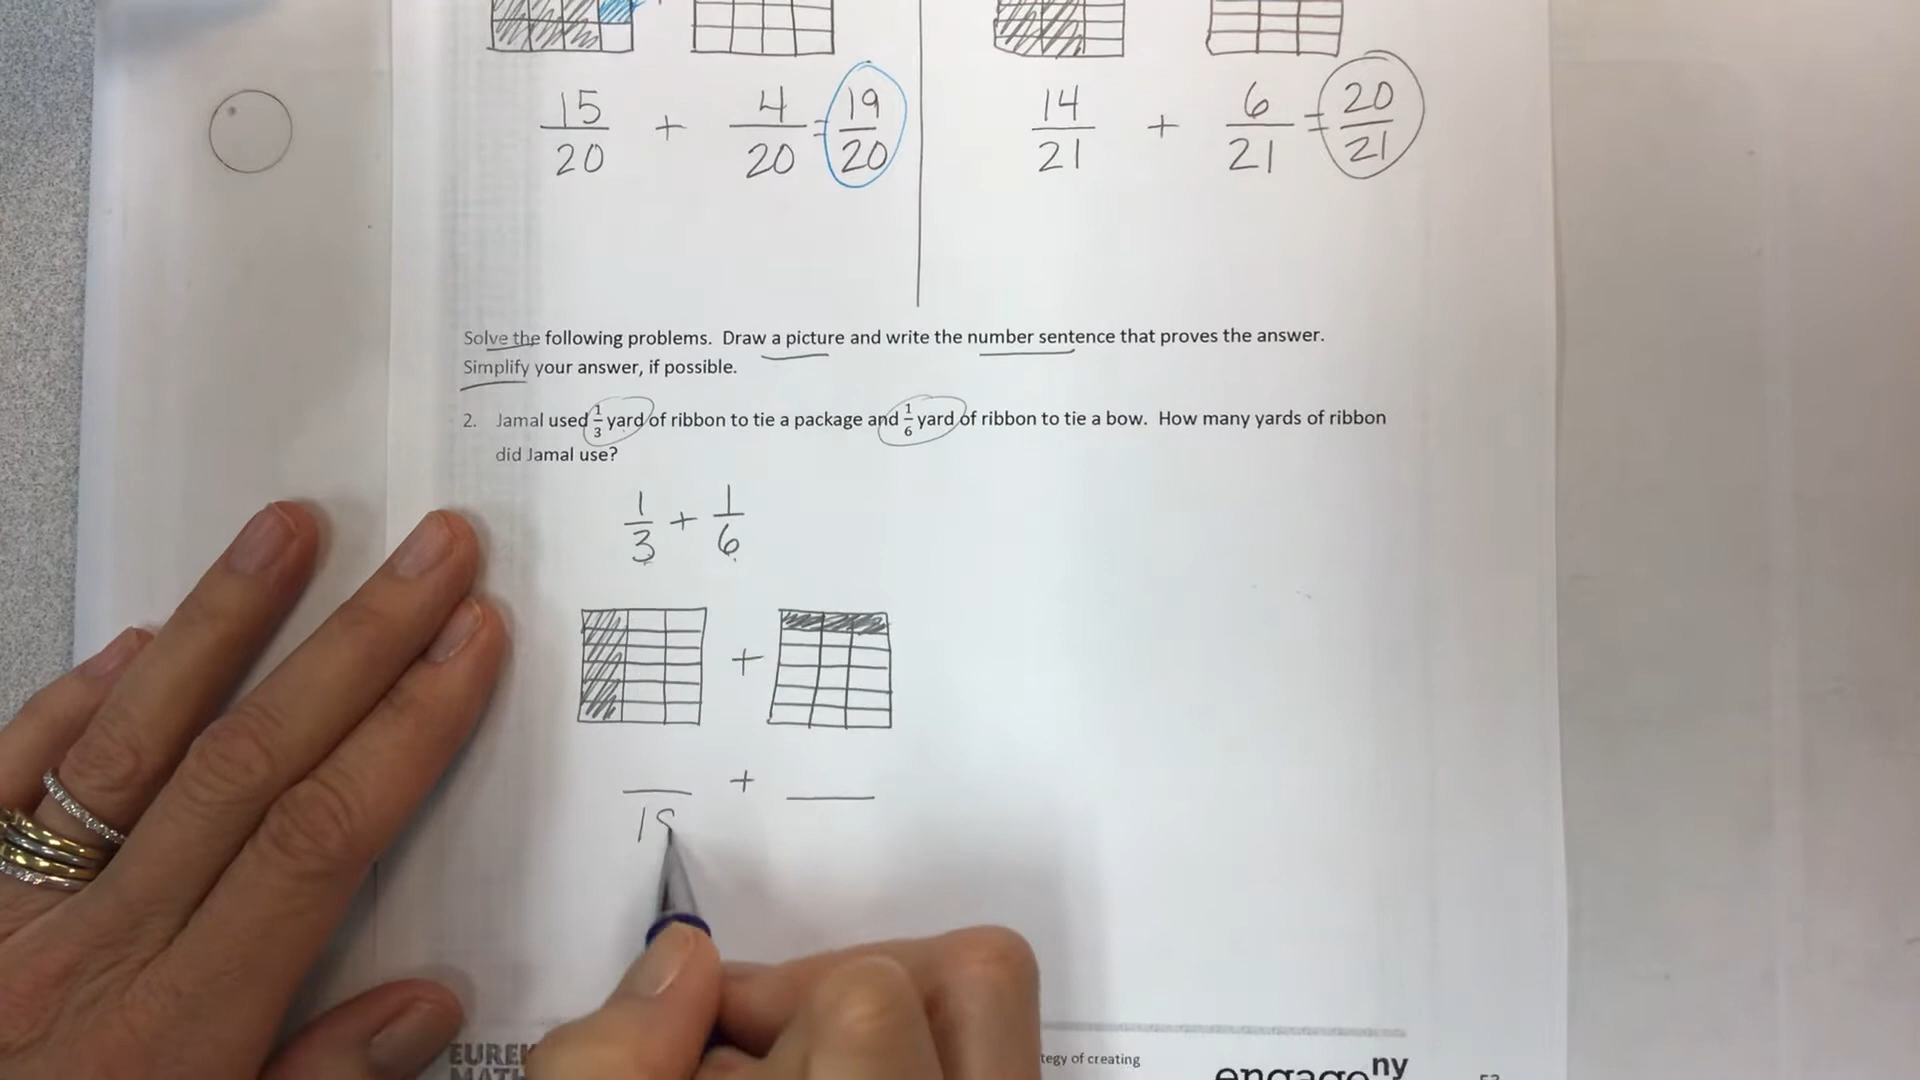 15/20 + 4/20 = 19/20
14/21 + 6/21 = 20/21
Solve the following problems. Draw a picture and write the number sentence that proves the answer.
Simplify your answer, if possible.
2. Jamal used 1/3 yard of ribbon to tie a package and 1/6 yard of ribbon to tie a bow. How many yards of ribbon
did Jamal use?
1/3 + 1/6
+
+
tegy of creating
engageny